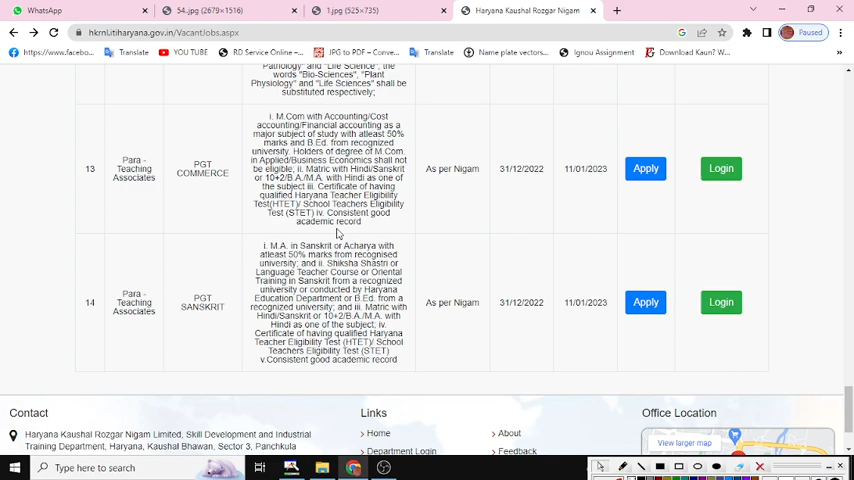 WhatsApp
54.jpg (2679×1516)
1.jpg (525×735)
Haryana Kaushal Rozgar Nigam
hkrnl.itiharyana.gov.in/VacantJobs.aspx
Paused
https://www.facebo...
Translate
YOU TUBE
RD Service Online –...
JPG to PDF – Conve...
Translate
Name plate vectors...
Ignou Assignment
Download Kaun? W...
Pathology" and "Life Science", the
words "Bio-Sciences", "Plant
Physiology" and "Life Sciences" shall be
substituted respectively;
13
Para -
Teaching
Associates
PGT
COMMERCE
i. M.Com with Accounting/Cost
accounting/Financial accounting as a
major subject of study with atleast 50%
marks and B.Ed. from recognized
university. Holders of degree of M.Com.
in Applied/Business Economics shall not
be eligible; ii. Matric with Hindi/Sanskrit
or 10+2/B.A./M.A. with Hindi as one of
the subject iii. Certificate of having
qualified Haryana Teacher Eligibility
Test(HTET)/ School Teachers Eligibility
Test (STET) iv. Consistent good
academic record
As per Nigam
31/12/2022
11/01/2023
Apply
Login
14
Para -
Teaching
Associates
PGT
SANSKRIT
i. M.A. in Sanskrit or Acharya with
atleast 50% marks from recognised
university; and ii. Shiksha Shastri or
Language Teacher Course or Oriental
Training in Sanskrit from a recognized
university or conducted by Haryana
Education Department or B.Ed. from a
recognized university; and iii. Matric with
Hindi/Sanskrit or 10+2/B.A./M.A. with
Hindi as one of the subject; iv.
Certificate of having qualified Haryana
Teacher Eligibility Test (HTET)/ School
Teachers Eligibility Test (STET)
v.Consistent good academic record
As per Nigam
31/12/2022
11/01/2023
Apply
Login
Contact
Haryana Kaushal Rozgar Nigam Limited, Skill Development and Industrial
Training Department, Haryana, Kaushal Bhawan, Sector 3, Panchkula
Links
Home
About
Department Login
Feedback
Office Location
View larger map
Type here to search